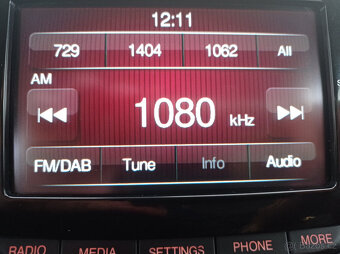 12:11
729 1404 1062 All
AM
1080 kHz
FM/DAB Tune Info Audio
RADIO MEDIA SETTINGS PHONE MORE